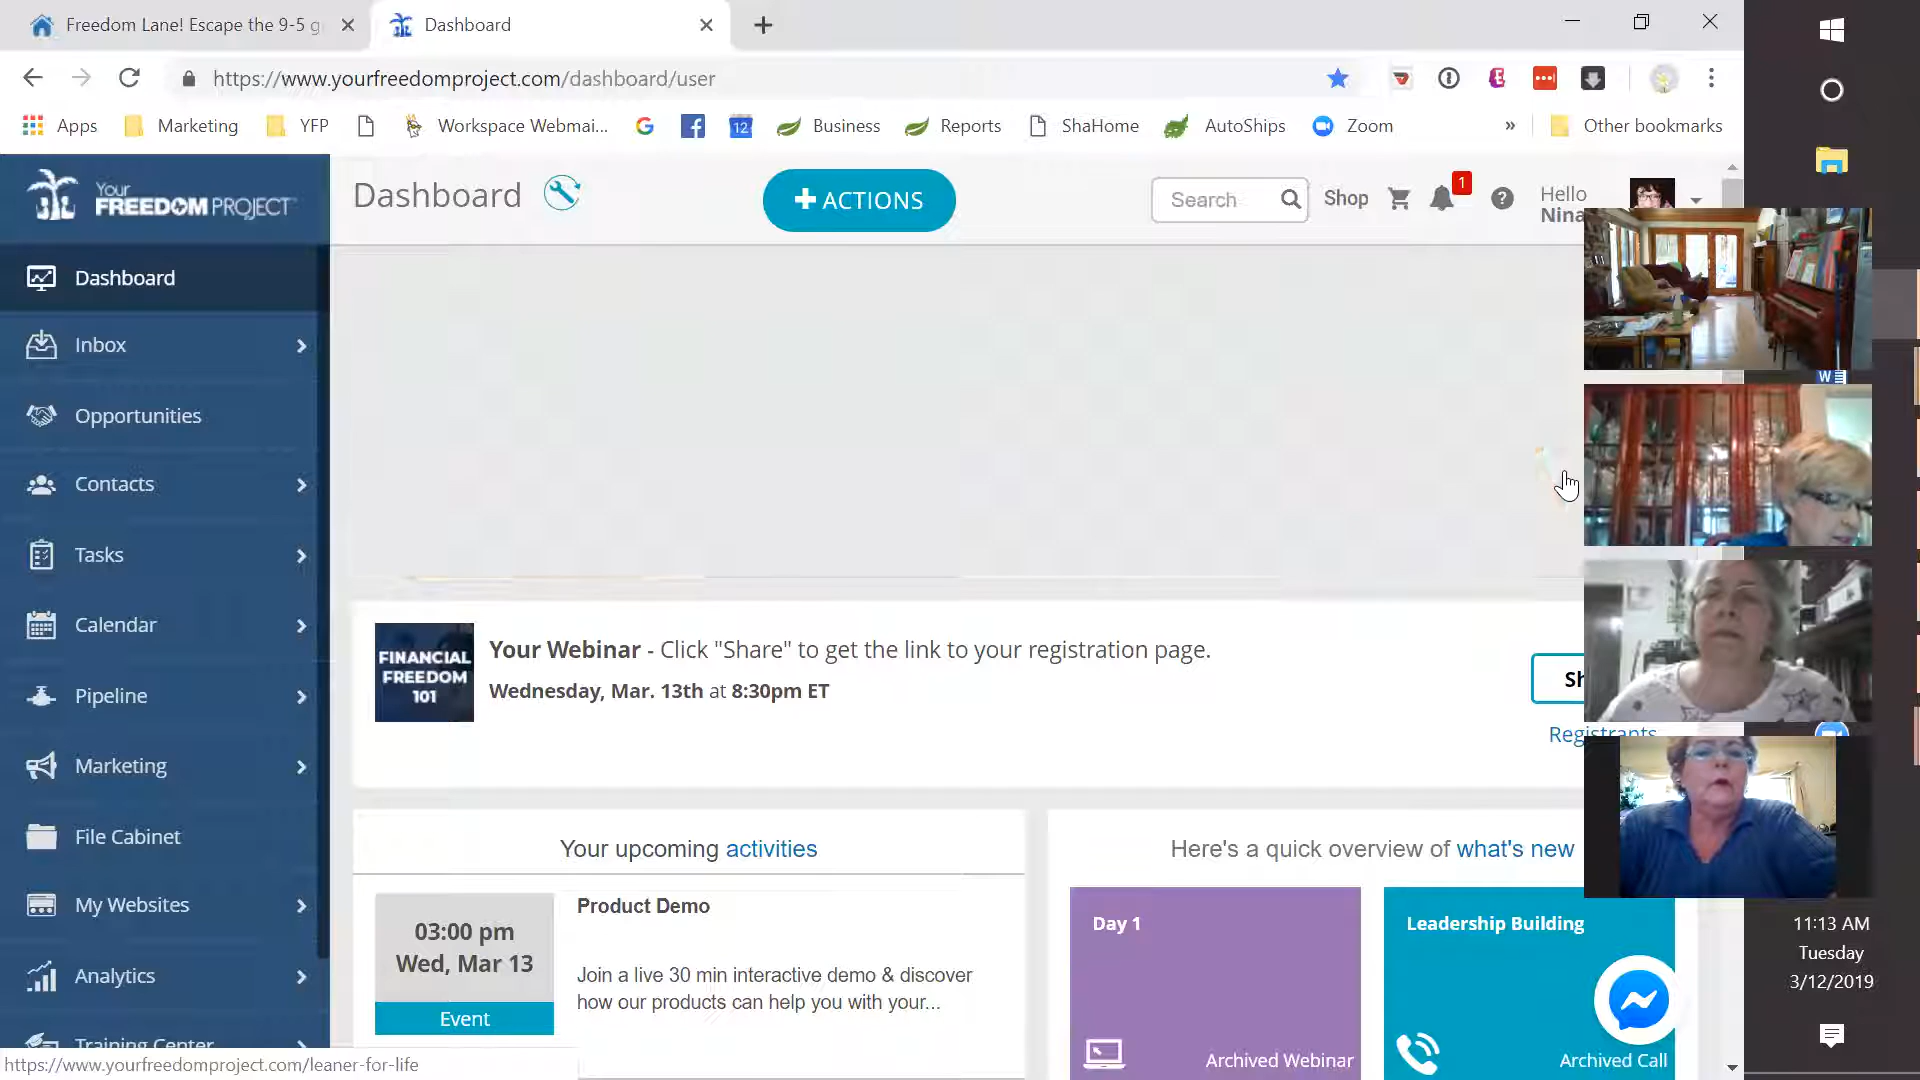 Freedom Lane! Escape the 9-5 g
Dashboard
https://www.yourfreedomproject.com/dashboard/user
Apps
Marketing
YFP
Workspace Webmai...
12
Business
Reports
ShaHome
AutoShips
Zoom
»
Other bookmarks
Your
FREEDOM PROJECT
Dashboard
+ ACTIONS
Search
Shop
1
Hello
Nina
Dashboard
Inbox
Opportunities
Contacts
Tasks
Calendar
Pipeline
Marketing
File Cabinet
My Websites
Analytics
Training Center
FINANCIAL
FREEDOM
101
Your Webinar - Click "Share" to get the link to your registration page.
Wednesday, Mar. 13th at 8:30pm ET
Sh
Registrants
Your upcoming activities
03:00 pm
Wed, Mar 13
Event
Product Demo
Join a live 30 min interactive demo & discover
how our products can help you with your...
Here's a quick overview of what's new
Day 1
Archived Webinar
Leadership Building
Archived Call
W
11:13 AM
Tuesday
3/12/2019
https://www.yourfreedomproject.com/leaner-for-life